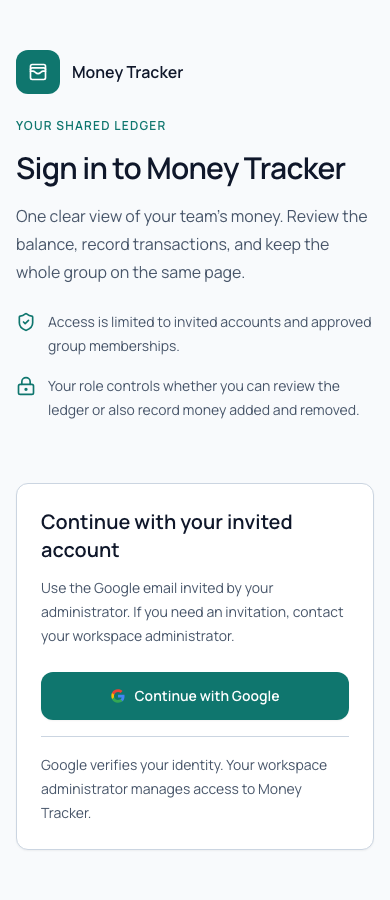 Money Tracker
YOUR SHARED LEDGER
Sign in to Money Tracker
One clear view of your team's money. Review the
balance, record transactions, and keep the
whole group on the same page.
Access is limited to invited accounts and approved
group memberships.
Your role controls whether you can review the
ledger or also record money added and removed.
Continue with your invited
account
Use the Google email invited by your
administrator. If you need an invitation, contact
your workspace administrator.
Continue with Google
Google verifies your identity. Your workspace
administrator manages access to Money
Tracker.